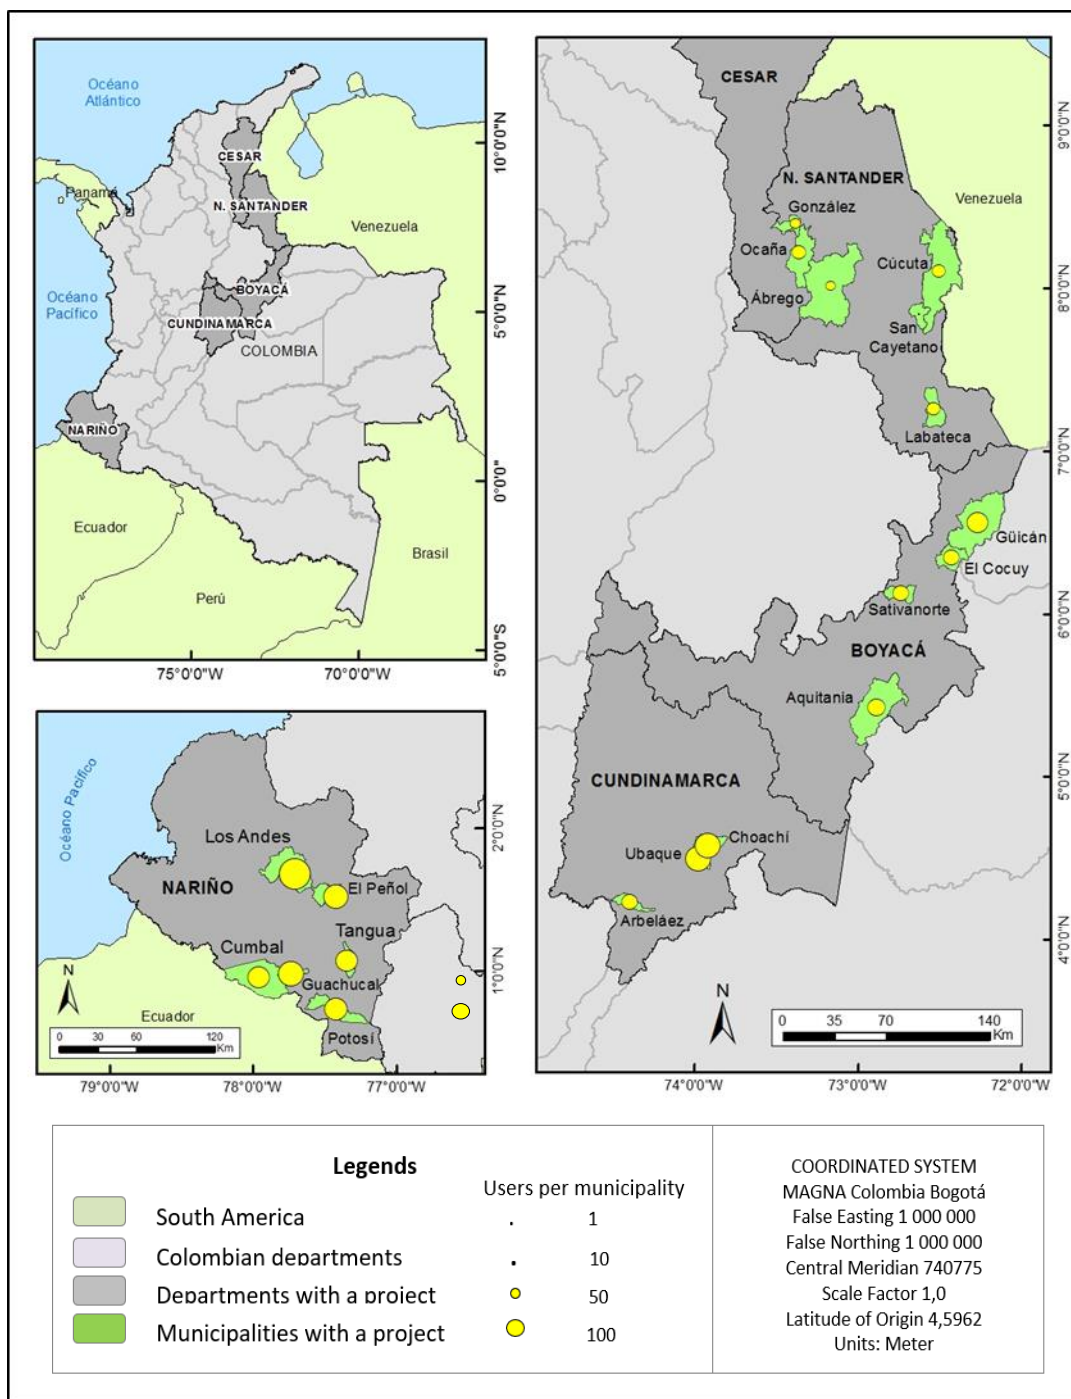 Océano
Atlántico
Panamá
CESAR
N. SANTANDER
Venezuela
Océano
Pacífico
BOYACÁ
CUNDINAMARCA
COLOMBIA
NARIÑO
Ecuador
Perú
Brasil
10°0'0"N
5°0'0"N
0°0'0"
5°0'0"S
75°0'0"W
70°0'0"W
CESAR
N. SANTANDER
González
Venezuela
Ocaña
Cúcuta
Ábrego
San
Cayetano
Labateca
Güicán
El Cocuy
Sativanorte
BOYACÁ
Aquitania
CUNDINAMARCA
Choachí
Ubaque
Arbeláez
N
0 35 70 140
Km
9°0'0"N
8°0'0"N
7°0'0"N
6°0'0"N
5°0'0"N
4°0'0"N
74°0'0"W
73°0'0"W
72°0'0"W
Océano Pacífico
Los Andes
NARIÑO
El Peñol
Tangua
Cumbal
Guachucal
N
Ecuador
Potosí
0 30 60 120
Km
2°0'0"N
1°0'0"N
79°0'0"W
78°0'0"W
77°0'0"W
Legends
Users per municipality
South America
1
Colombian departments
10
Departments with a project
50
Municipalities with a project
100
COORDINATED SYSTEM
MAGNA Colombia Bogotá
False Easting 1 000 000
False Northing 1 000 000
Central Meridian 740775
Scale Factor 1,0
Latitude of Origin 4,5962
Units: Meter